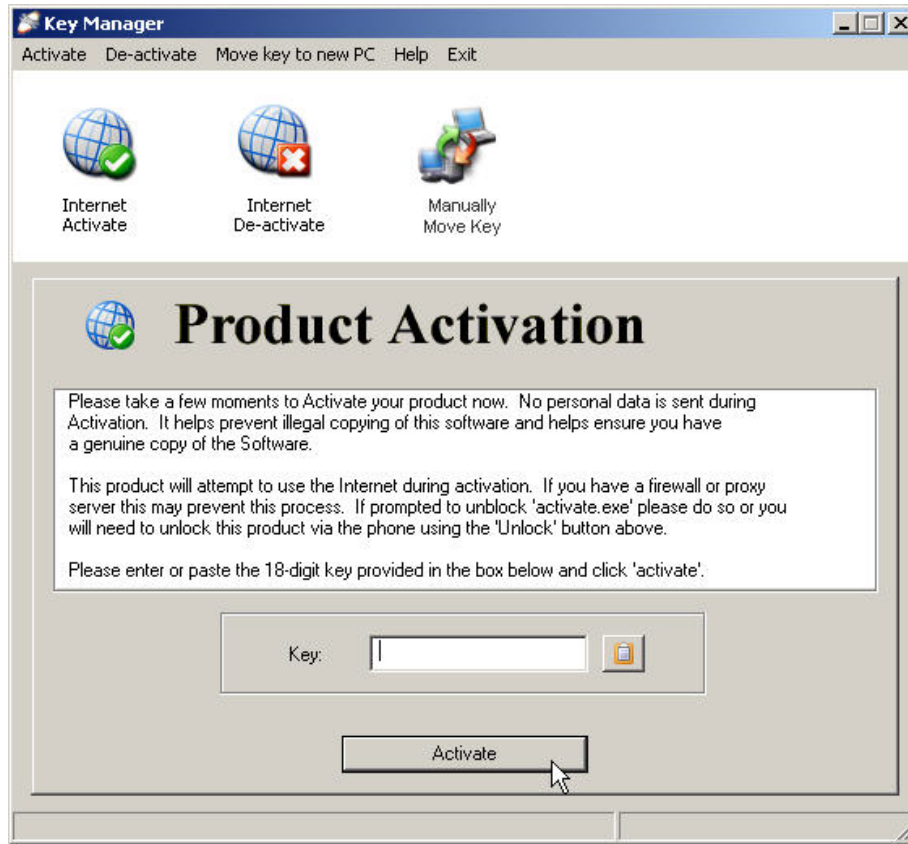 Key Manager
Activate De-activate Move key to new PC Help Exit
Internet Activate
Internet De-activate
Manually Move Key
Product Activation
Please take a few moments to Activate your product now. No personal data is sent during
Activation. It helps prevent illegal copying of this software and helps ensure you have
a genuine copy of the Software.
This product will attempt to use the Internet during activation. If you have a firewall or proxy
server this may prevent this process. If prompted to unblock 'activate.exe' please do so or you
will need to unlock this product via the phone using the 'Unlock' button above.
Please enter or paste the 18-digit key provided in the box below and click 'activate'.
Key:
Activate